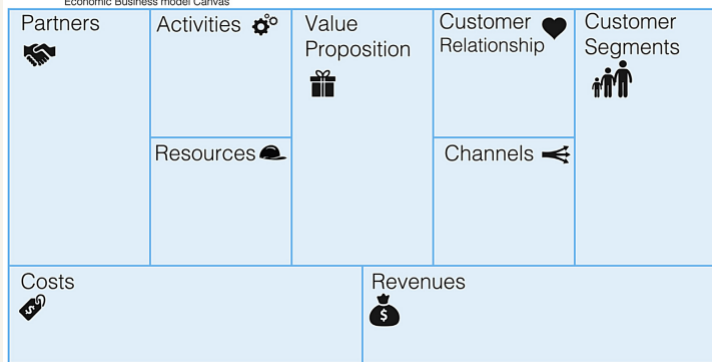 Economic Business model Canvas
Partners
Activities
Value
Proposition
Customer
Relationship
Customer
Segments
Resources
Channels
Costs
$
Revenues
$